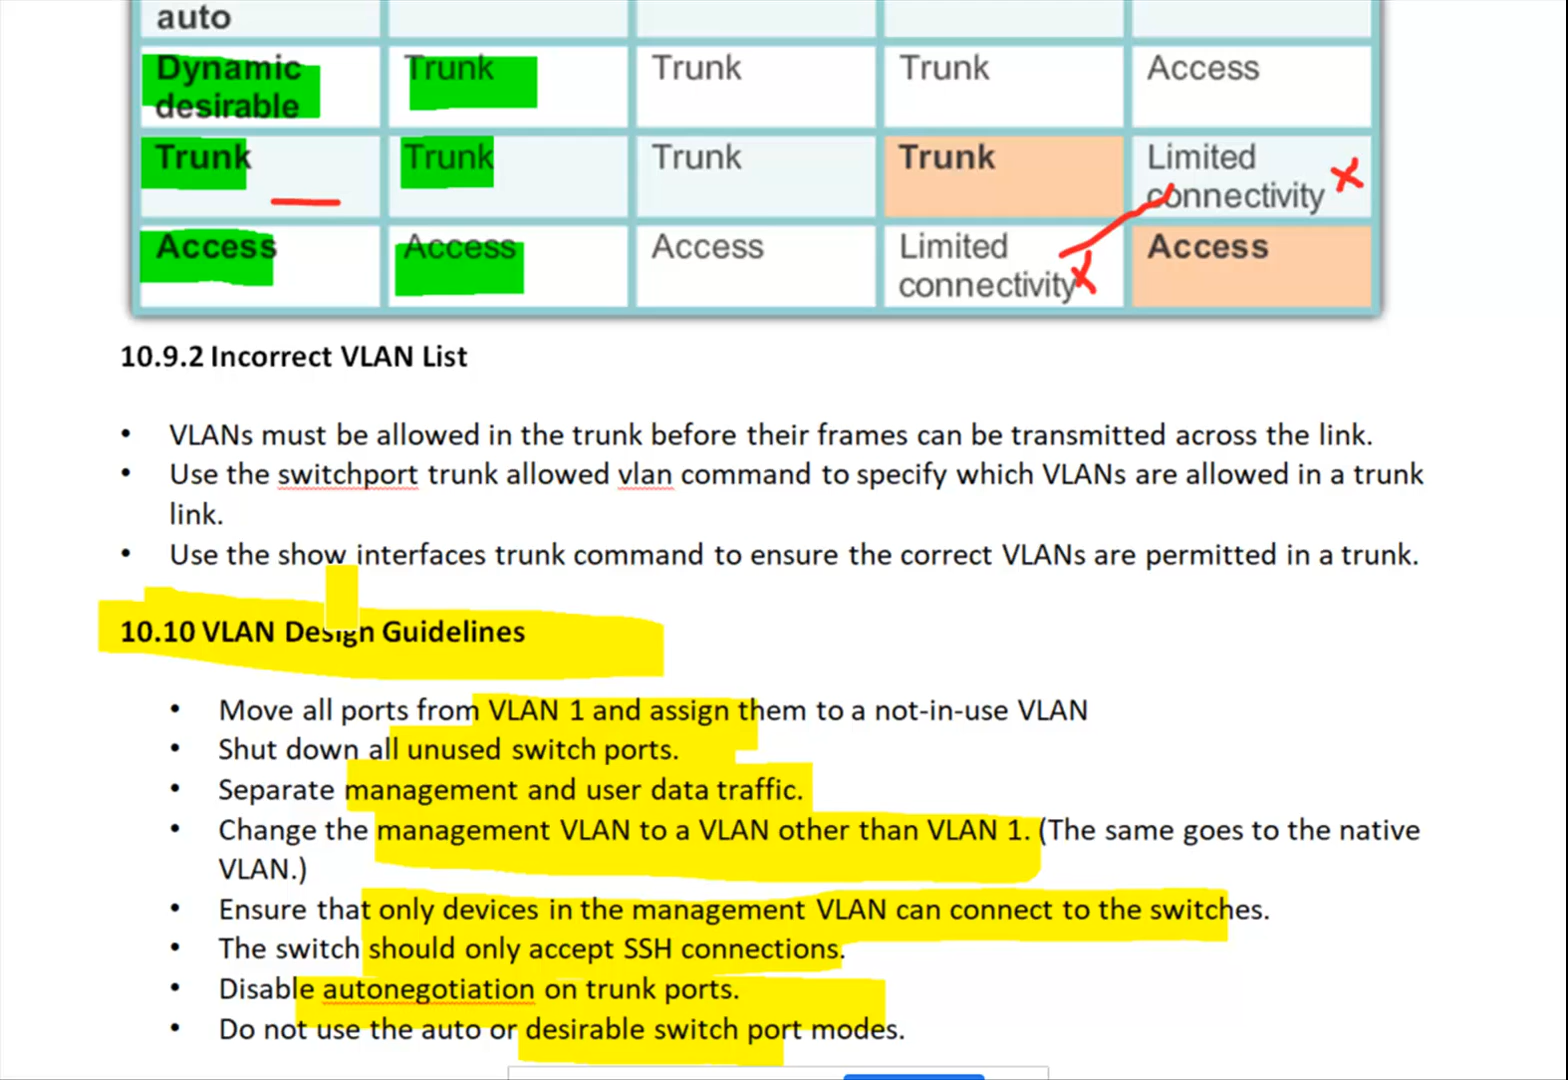 auto
Dynamic desirable Trunk Trunk Trunk Access
Trunk Trunk Trunk Trunk Limited connectivity
Access Access Access Limited connectivity Access
10.9.2 Incorrect VLAN List
• VLANs must be allowed in the trunk before their frames can be transmitted across the link.
• Use the switchport trunk allowed vlan command to specify which VLANs are allowed in a trunk
link.
• Use the show interfaces trunk command to ensure the correct VLANs are permitted in a trunk.
10.10 VLAN Design Guidelines
• Move all ports from VLAN 1 and assign them to a not-in-use VLAN
• Shut down all unused switch ports.
• Separate management and user data traffic.
• Change the management VLAN to a VLAN other than VLAN 1. (The same goes to the native
VLAN.)
• Ensure that only devices in the management VLAN can connect to the switches.
• The switch should only accept SSH connections.
• Disable autonegotiation on trunk ports.
• Do not use the auto or desirable switch port modes.